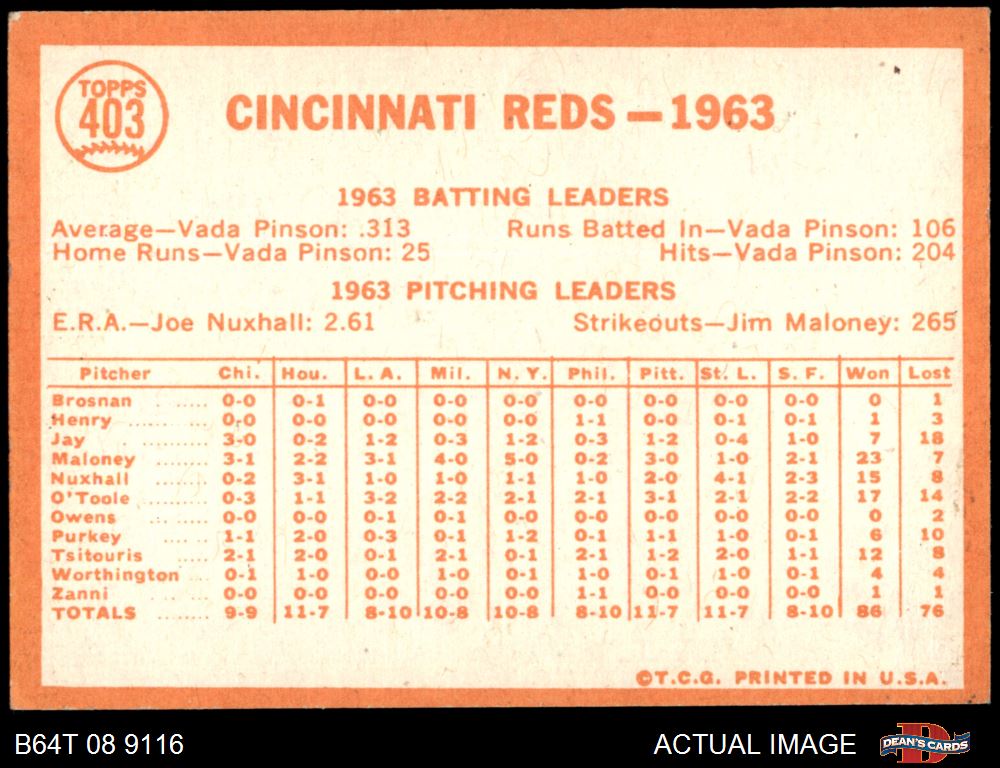 TOPPS
403
CINCINNATI REDS—1963
1963 BATTING LEADERS
Average—Vada Pinson: .313 Runs Batted In—Vada Pinson: 106
Home Runs—Vada Pinson: 25 Hits—Vada Pinson: 204
1963 PITCHING LEADERS
E.R.A.—Joe Nuxhall: 2.61 Strikeouts—Jim Maloney: 265
Pitcher Chi. Hou. L. A. Mil. N. Y. Phil. Pitt. St. L. S. F. Won Lost
Brosnan 0-0 0-1 0-0 0-0 0-0 0-0 0-0 0-0 0-0 0 1
Henry 0-0 0-0 0-0 0-0 0-0 1-1 0-0 0-1 0-1 1 3
Jay 3-0 0-2 1-2 0-3 1-2 0-3 1-2 0-4 1-0 7 18
Maloney 3-1 2-2 3-1 4-0 5-0 0-2 3-0 1-0 2-1 23 7
Nuxhall 0-2 3-1 1-0 1-0 1-1 1-0 2-0 4-1 2-3 15 8
O'Toole 0-3 1-1 3-2 2-2 2-1 2-1 3-1 2-1 2-2 17 14
Owens 0-0 0-0 0-1 0-1 0-0 0-0 0-0 0-0 0-0 0 2
Purkey 1-1 2-0 0-3 0-1 1-2 0-1 1-1 1-0 0-1 6 10
Tsitouris 2-1 2-0 0-1 2-1 0-1 2-1 1-2 2-0 1-1 12 8
Worthington 0-1 1-0 0-0 1-0 0-1 1-0 0-1 1-0 0-1 4 4
Zanni 0-0 0-0 0-0 0-0 0-0 1-1 0-0 0-0 0-0 1 1
TOTALS 9-9 11-7 8-10 10-8 10-8 8-10 11-7 11-7 8-10 86 76
©T.C.G. PRINTED IN U.S.A.
B64T 08 9116 ACTUAL IMAGE DEAN'S CARDS